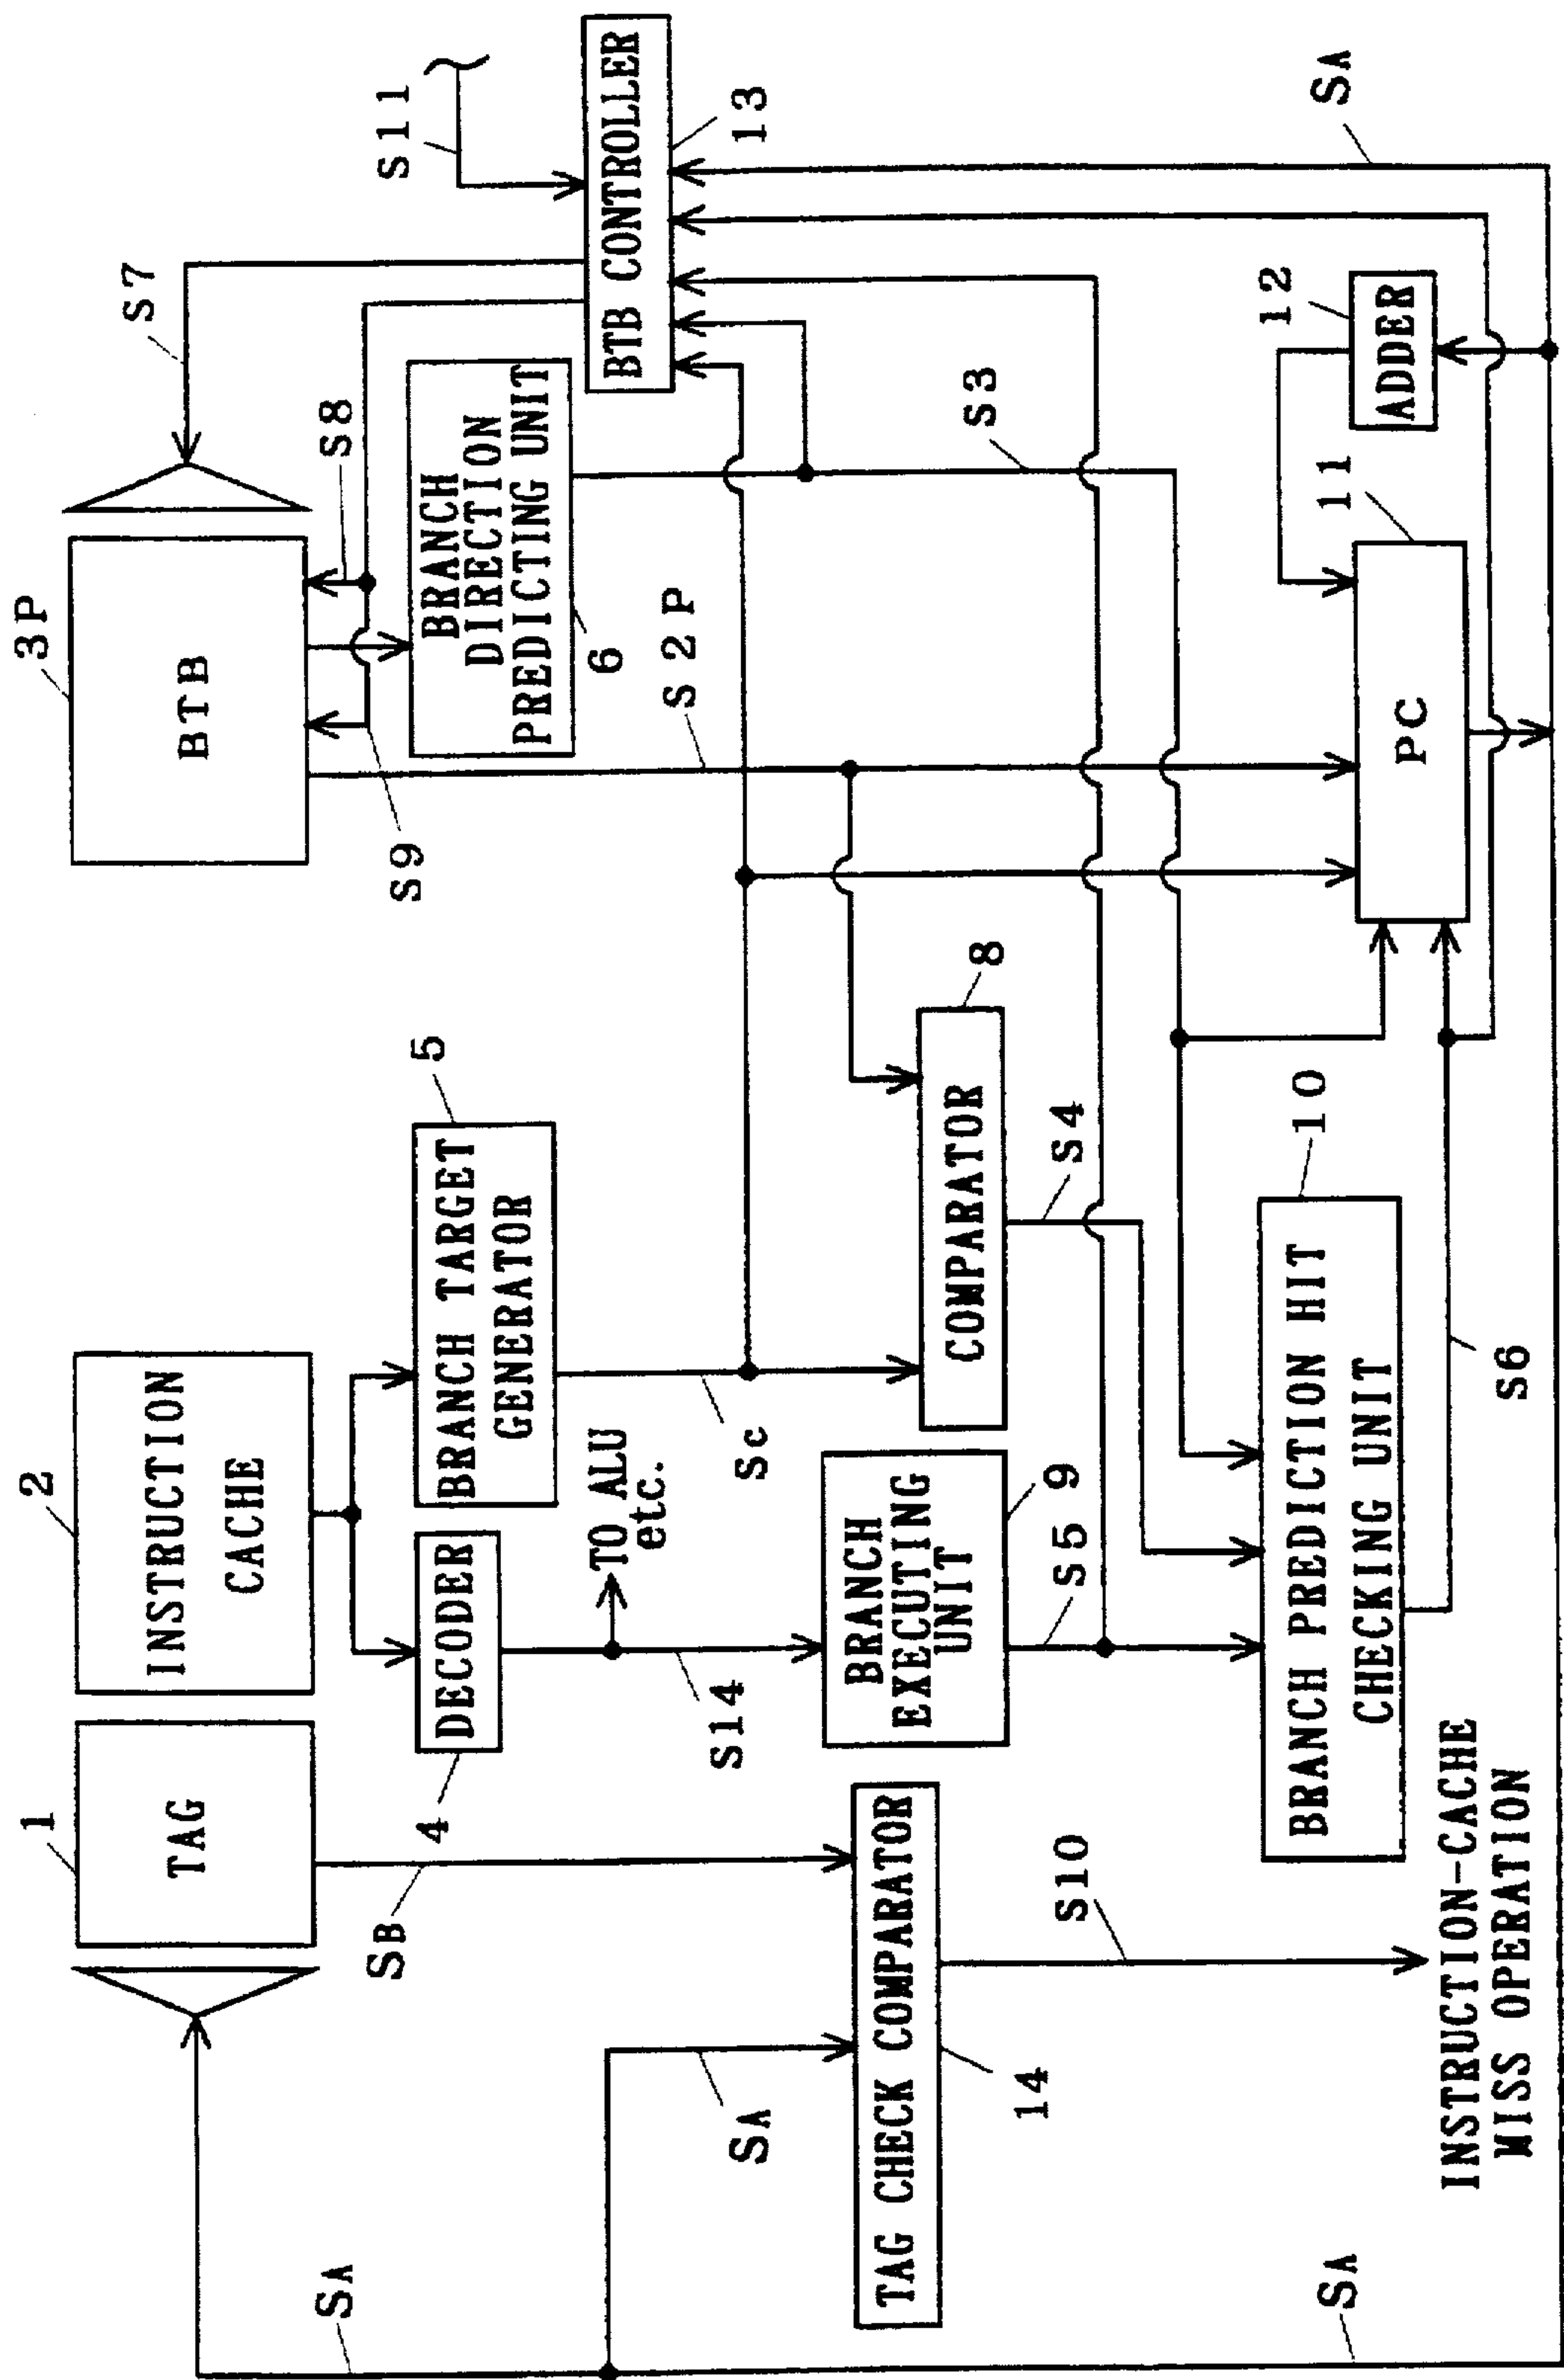 1
TAG
2
INSTRUCTION
CACHE
3P
BTB
S7
S11
S8
S9
SB
4
DECODER
5
BRANCH TARGET
GENERATOR
BRANCH
DIRECTION
PREDICTING UNIT
6
BTB CONTROLLER
13
SA
SA
S14
TO ALU
etc.
SC
S2P
S3
SA
TAG CHECK COMPARATOR
14
BRANCH
EXECUTING
UNIT
9
COMPARATOR
8
S10
S5
S4
BRANCH PREDICTION HIT
CHECKING UNIT
10
11
PC
12
ADDER
INSTRUCTION-CACHE
MISS OPERATION
S6
SA